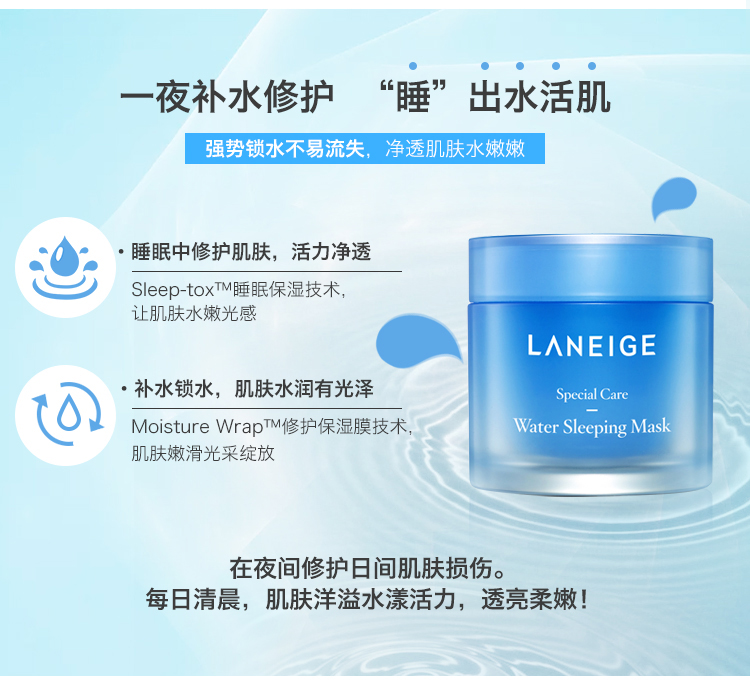 一夜补水修护 “睡”出水活肌
强势锁水不易流失，净透肌肤水嫩嫩
· 睡眠中修护肌肤，活力净透
Sleep-tox™睡眠保湿技术，
让肌肤水嫩光感
· 补水锁水，肌肤水润有光泽
Moisture Wrap™修护保湿膜技术，
肌肤嫩滑光采绽放
LANEIGE
Special Care
Water Sleeping Mask
在夜间修护日间肌肤损伤。
每日清晨，肌肤洋溢水漾活力，透亮柔嫩！